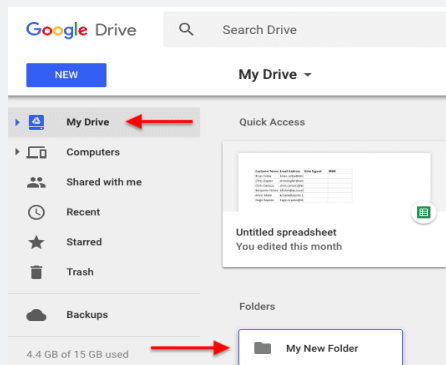 Google Drive
Search Drive
NEW
My Drive
My Drive
Computers
Shared with me
Recent
Starred
Trash
Backups
4.4 GB of 15 GB used
Quick Access
Untitled spreadsheet
You edited this month
Folders
My New Folder